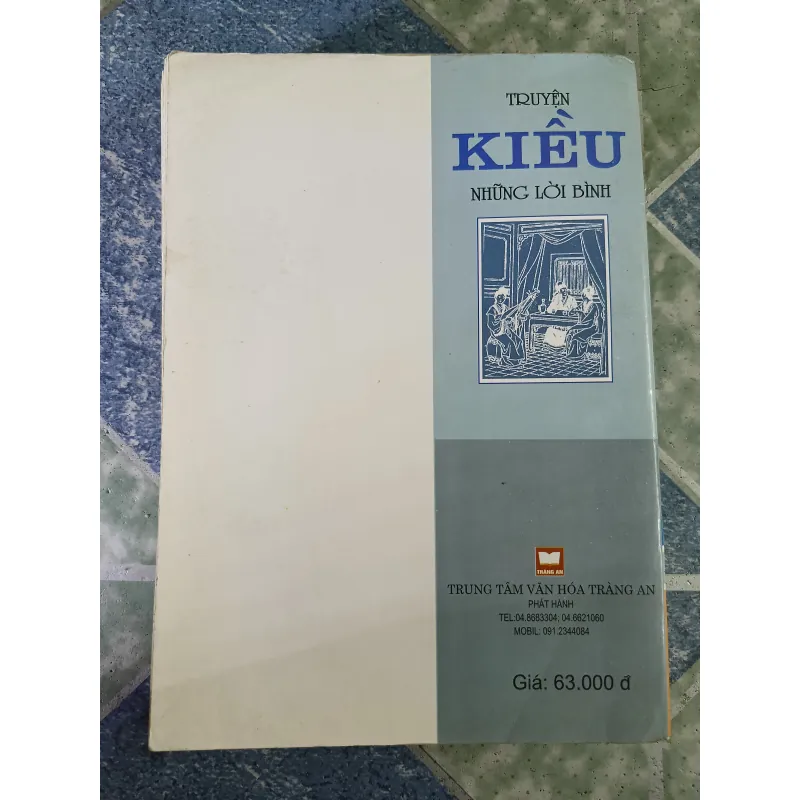 TRUYỆN
KIỀU
NHỮNG LỜI BÌNH
TRÀNG AN
TRUNG TÂM VĂN HÓA TRÀNG AN
PHÁT HÀNH
TEL:04.8683304; 04.6621060
MOBIL: 091.2344084
Giá: 63.000 đ